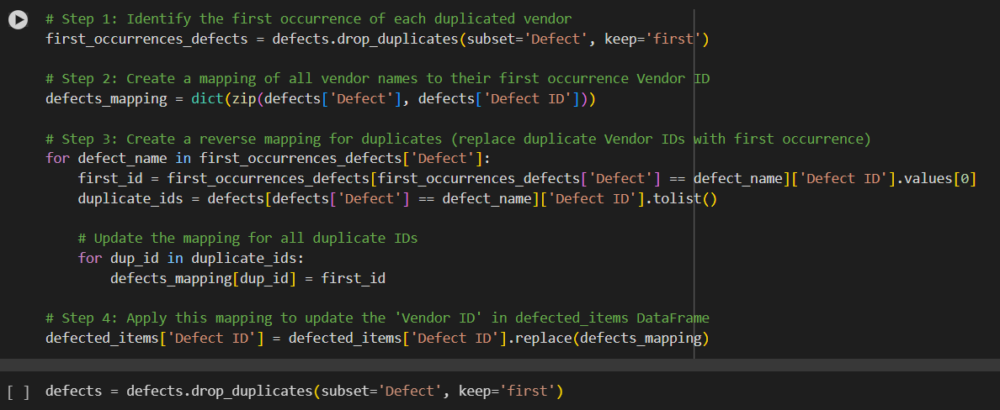 # Step 1: Identify the first occurrence of each duplicated vendor
first_occurrences_defects = defects.drop_duplicates(subset='Defect', keep='first')
# Step 2: Create a mapping of all vendor names to their first occurrence Vendor ID
defects_mapping = dict(zip(defects['Defect'], defects['Defect ID']))
# Step 3: Create a reverse mapping for duplicates (replace duplicate Vendor IDs with first occurrence)
for defect_name in first_occurrences_defects['Defect']:
    first_id = first_occurrences_defects[first_occurrences_defects['Defect'] == defect_name]['Defect ID'].values[0]
    duplicate_ids = defects[defects['Defect'] == defect_name]['Defect ID'].tolist()
    # Update the mapping for all duplicate IDs
    for dup_id in duplicate_ids:
        defects_mapping[dup_id] = first_id
# Step 4: Apply this mapping to update the 'Vendor ID' in defected_items DataFrame
defected_items['Defect ID'] = defected_items['Defect ID'].replace(defects_mapping)
[ ] defects = defects.drop_duplicates(subset='Defect', keep='first')